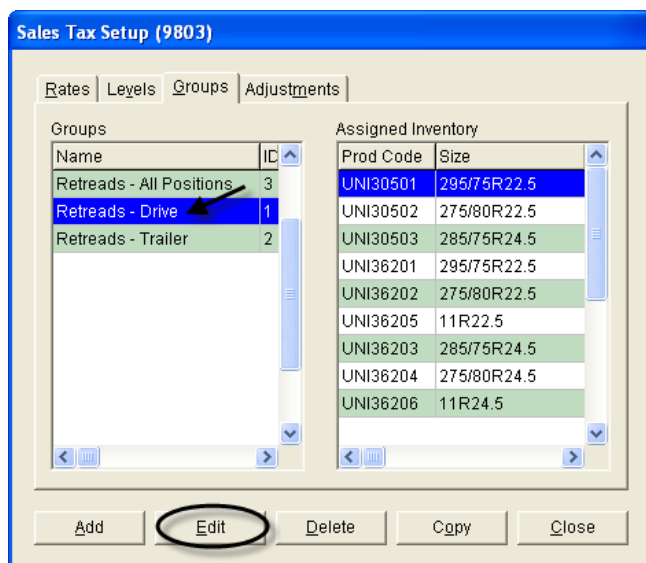 Sales Tax Setup (9803)
Rates Levels Groups Adjustments
Groups
Name ID
Retreads - All Positions 3
Retreads - Drive 1
Retreads - Trailer 2
Assigned Inventory
Prod Code Size
UNI30501 295/75R22.5
UNI30502 275/80R22.5
UNI30503 285/75R24.5
UNI36201 295/75R22.5
UNI36202 275/80R22.5
UNI36205 11R22.5
UNI36203 285/75R24.5
UNI36204 275/80R24.5
UNI36206 11R24.5
Add Edit Delete Copy Close